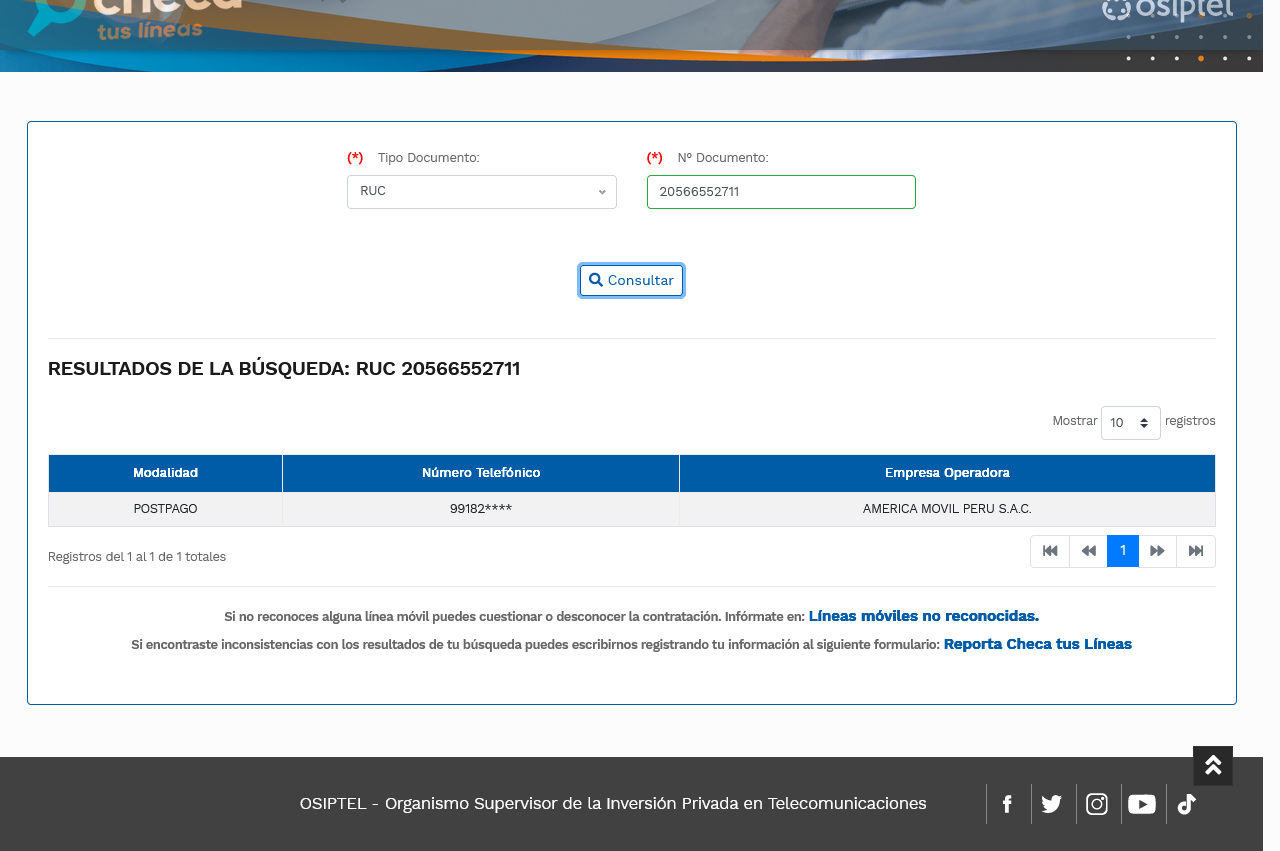 checa
tus líneas
osiptel
(*) Tipo Documento:
(*) N° Documento:
RUC
20566552711
Consultar
RESULTADOS DE LA BÚSQUEDA: RUC 20566552711
Mostrar 10 registros
Modalidad Número Telefónico Empresa Operadora
POSTPAGO 99182**** AMERICA MOVIL PERU S.A.C.
Registros del 1 al 1 de 1 totales
1
Si no reconoces alguna línea móvil puedes cuestionar o desconocer la contratación. Infórmate en: Líneas móviles no reconocidas.
Si encontraste inconsistencias con los resultados de tu búsqueda puedes escribirnos registrando tu información al siguiente formulario: Reporta Checa tus Líneas
OSIPTEL - Organismo Supervisor de la Inversión Privada en Telecomunicaciones